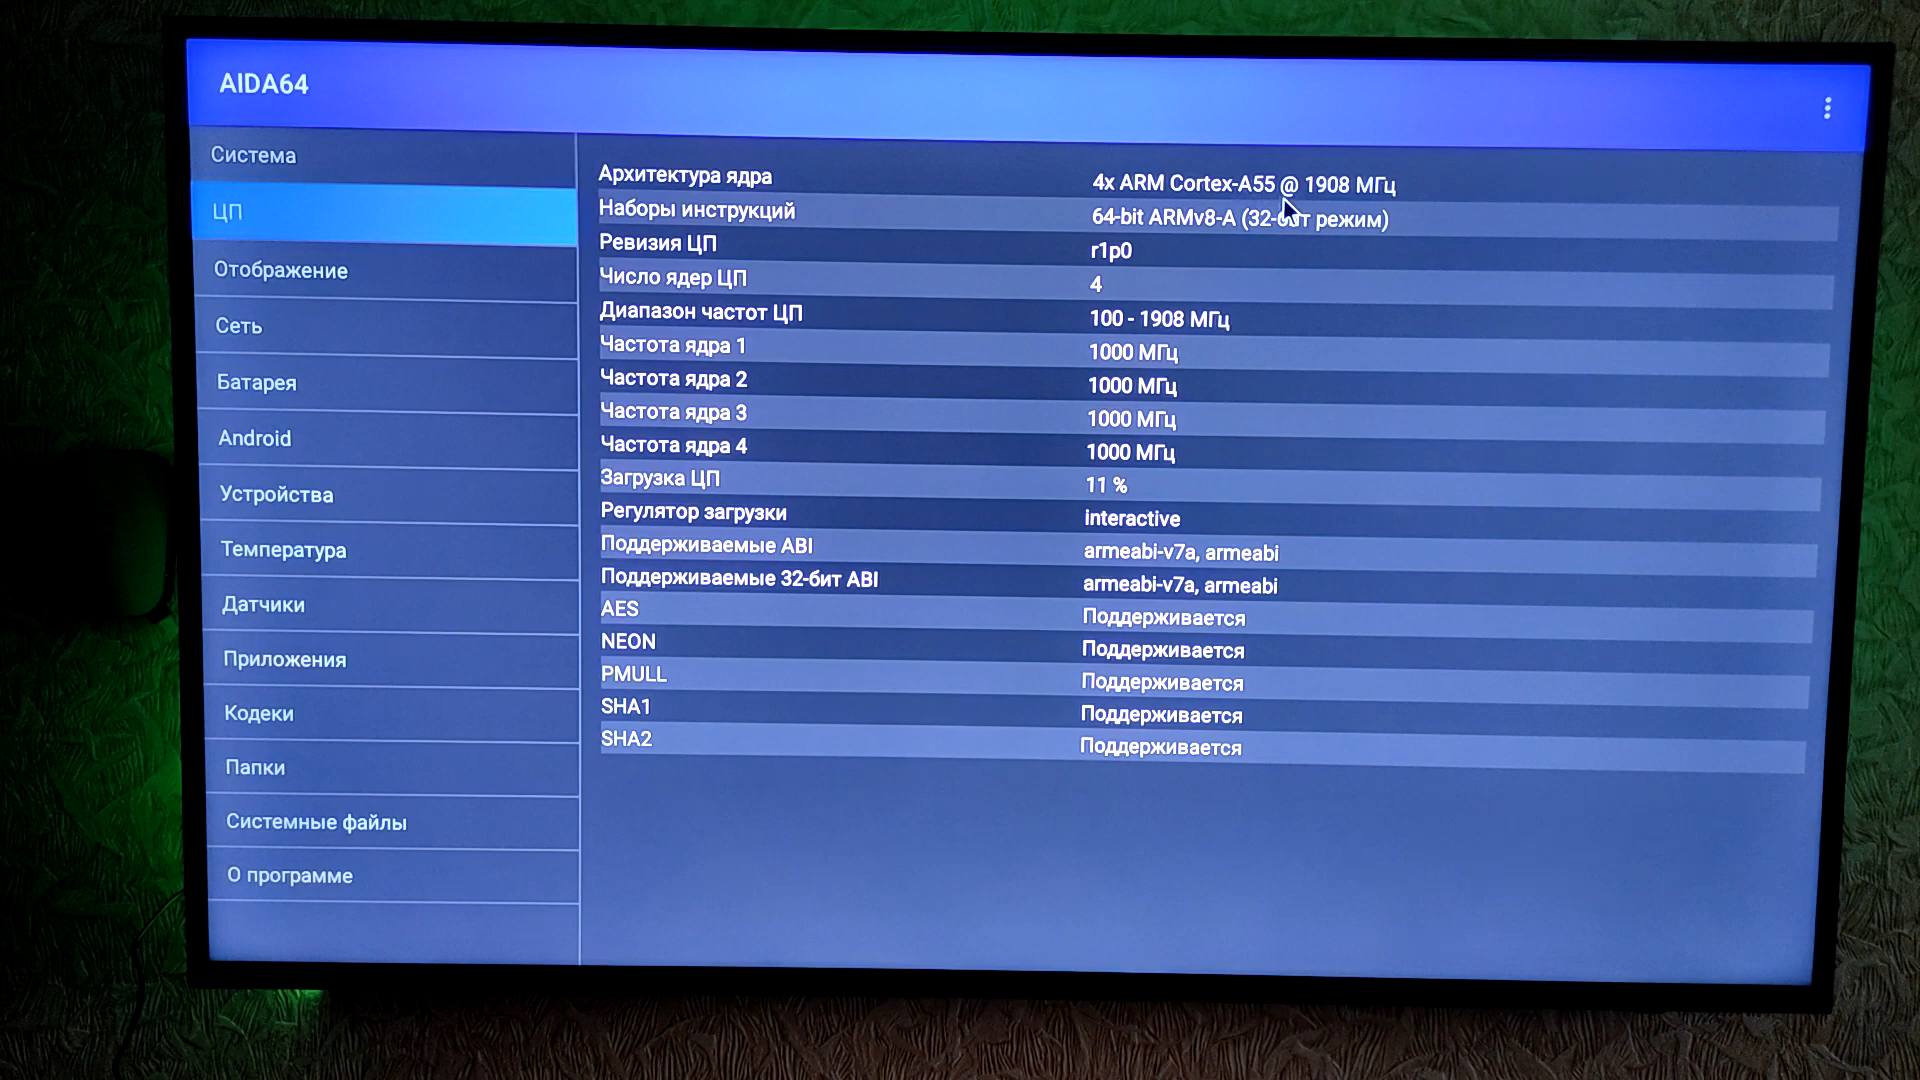 AIDA64
Система
ЦП
Отображение
Сеть
Батарея
Android
Устройства
Температура
Датчики
Приложения
Кодеки
Папки
Системные файлы
О программе
Архитектура ядра 4x ARM Cortex-A55 @ 1908 МГц
Наборы инструкций 64-bit ARMv8-A (32-бит режим)
Ревизия ЦП r1p0
Число ядер ЦП 4
Диапазон частот ЦП 100 - 1908 МГц
Частота ядра 1 1000 МГц
Частота ядра 2 1000 МГц
Частота ядра 3 1000 МГц
Частота ядра 4 1000 МГц
Загрузка ЦП 11 %
Регулятор загрузки interactive
Поддерживаемые ABI armeabi-v7a, armeabi
Поддерживаемые 32-бит ABI armeabi-v7a, armeabi
AES Поддерживается
NEON Поддерживается
PMULL Поддерживается
SHA1 Поддерживается
SHA2 Поддерживается